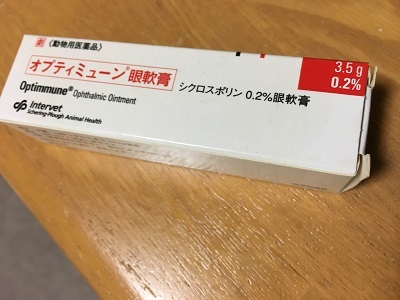 劇 〈動物用医薬品〉
オプティミューン®眼軟膏
Optimmune® Ophthalmic Ointment
シクロスポリン 0.2%眼軟膏
Intervet
Schering-Plough Animal Health
3.5 g
0.2%